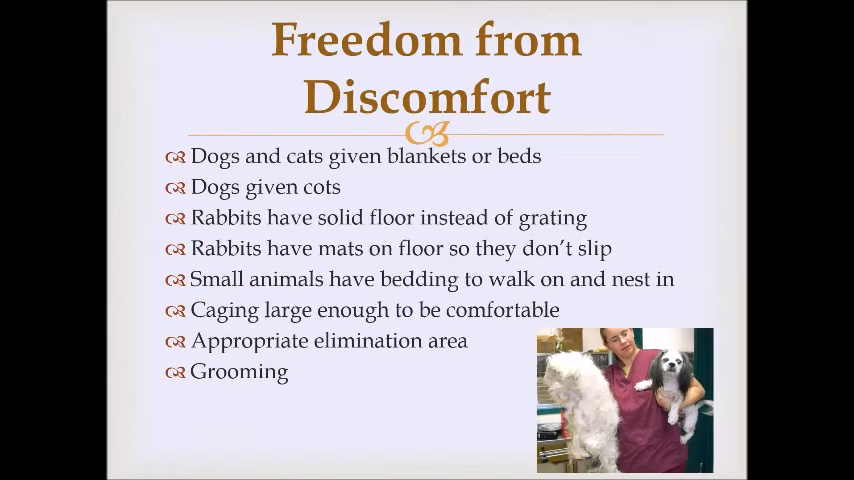 Freedom from
Discomfort
Dogs and cats given blankets or beds
Dogs given cots
Rabbits have solid floor instead of grating
Rabbits have mats on floor so they don't slip
Small animals have bedding to walk on and nest in
Caging large enough to be comfortable
Appropriate elimination area
Grooming